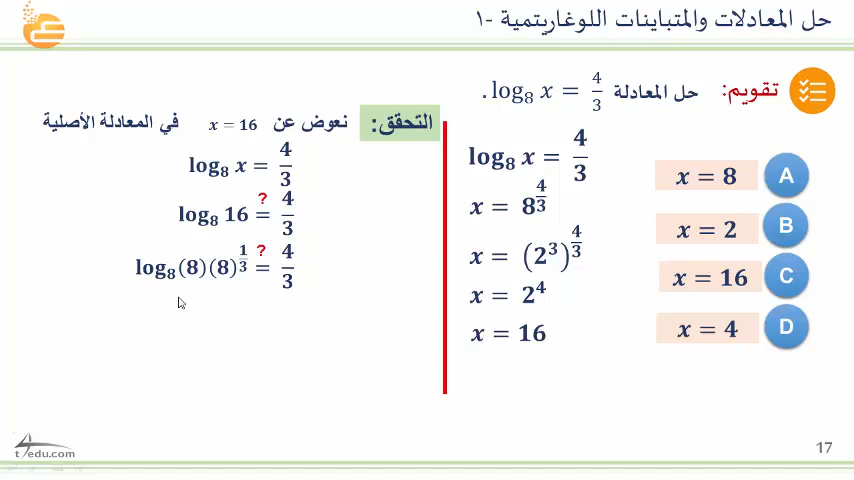 حل المعادلات والمتباينات اللوغاريتمية -١
تقويم: حل المعادلة log₈ x = 4/3 .
log₈ x = 4/3
x = 8^(4/3)
x = (2³)^(4/3)
x = 2⁴
x = 16
x = 8 A
x = 2 B
x = 16 C
x = 4 D
التحقق: نعوض عن x = 16 في المعادلة الأصلية
log₈ x = 4/3
log₈ 16 =? 4/3
log₈(8)(8)^(1/3) =? 4/3
t4edu.com
17